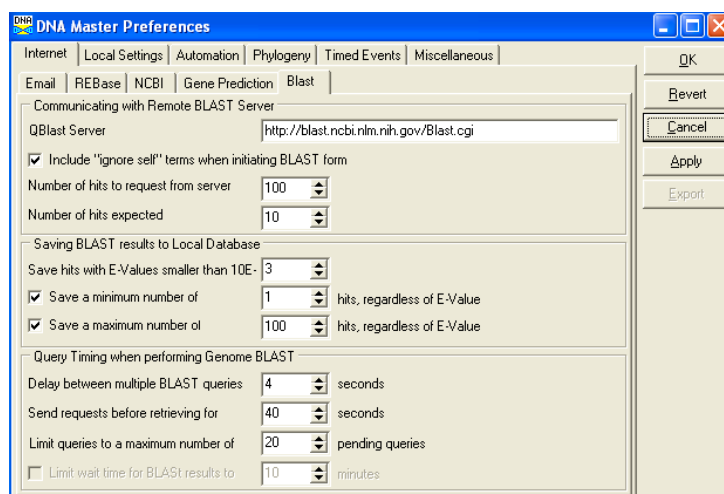 DNA Master Preferences
Internet Local Settings Automation Phylogeny Timed Events Miscellaneous
Email REBase NCBI Gene Prediction Blast
Communicating with Remote BLAST Server
QBlast Server http://blast.ncbi.nlm.nih.gov/Blast.cgi
Include "ignore self" terms when initiating BLAST form
Number of hits to request from server 100
Number of hits expected 10
Saving BLAST results to Local Database
Save hits with E-Values smaller than 10E- 3
Save a minimum number of 1 hits, regardless of E-Value
Save a maximum number of 100 hits, regardless of E-Value
Query Timing when performing Genome BLAST
Delay between multiple BLAST queries 4 seconds
Send requests before retrieving for 40 seconds
Limit queries to a maximum number of 20 pending queries
Limit wait time for BLASt results to 10 minutes
OK
Revert
Cancel
Apply
Export